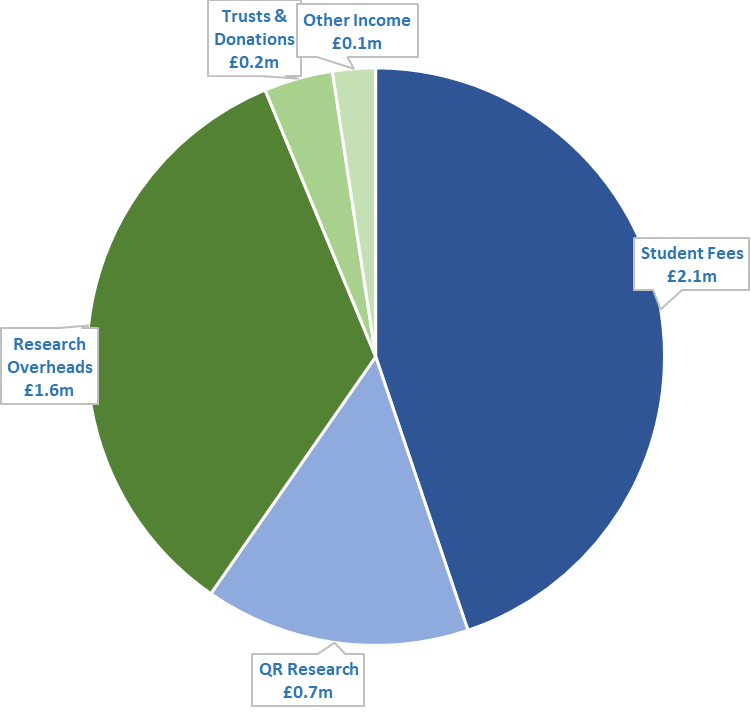 Trusts &
Donations
£0.2m
Other Income
£0.1m
Student Fees
£2.1m
Research
Overheads
£1.6m
QR Research
£0.7m